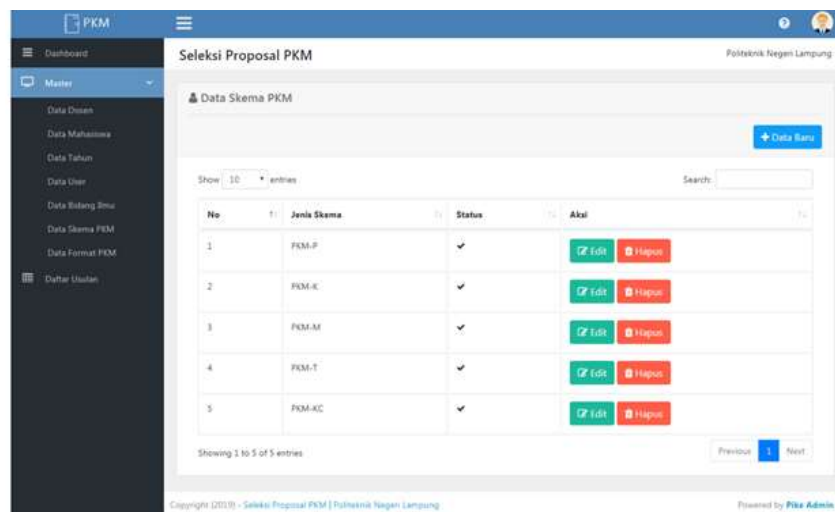 PKM
Dashboard
Master
Data Dosen
Data Mahasiswa
Data Tahun
Data User
Data Bidang Ilmu
Data Skema PKM
Data Format PKM
Daftar Usulan
Seleksi Proposal PKM
Politeknik Negeri Lampung
Data Skema PKM
Data Baru
Show 10 entries
Search:
No Jenis Skema Status Aksi
1 PKM-P Edit Hapus
2 PKM-K Edit Hapus
3 PKM-M Edit Hapus
4 PKM-T Edit Hapus
5 PKM-KC Edit Hapus
Showing 1 to 5 of 5 entries
Previous 1 Next
Copyright (2019) - Seleksi Proposal PKM | Politeknik Negeri Lampung
Powered by Pike Admin